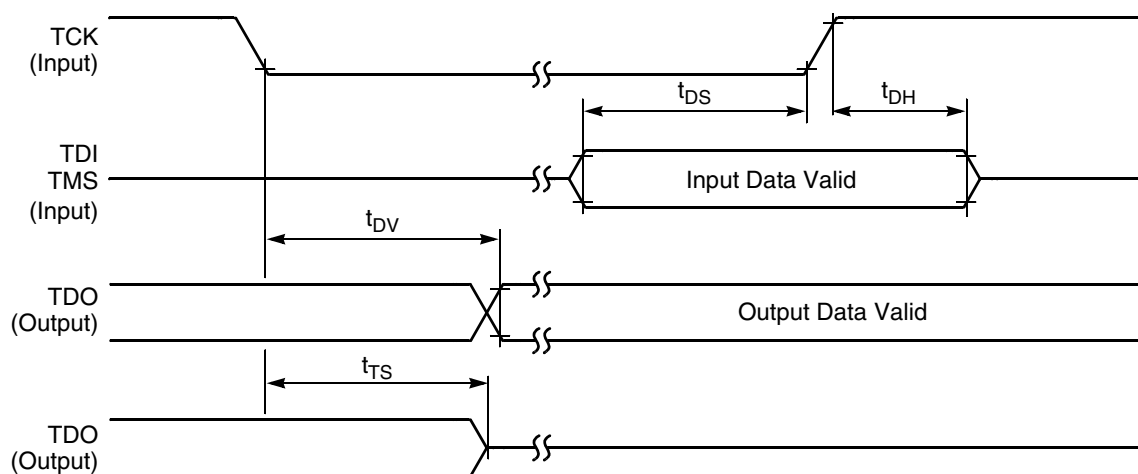 TCK
(Input)
tDS
tDH
TDI
TMS
(Input)
Input Data Valid
tDV
TDO
(Output)
Output Data Valid
tTS
TDO
(Output)